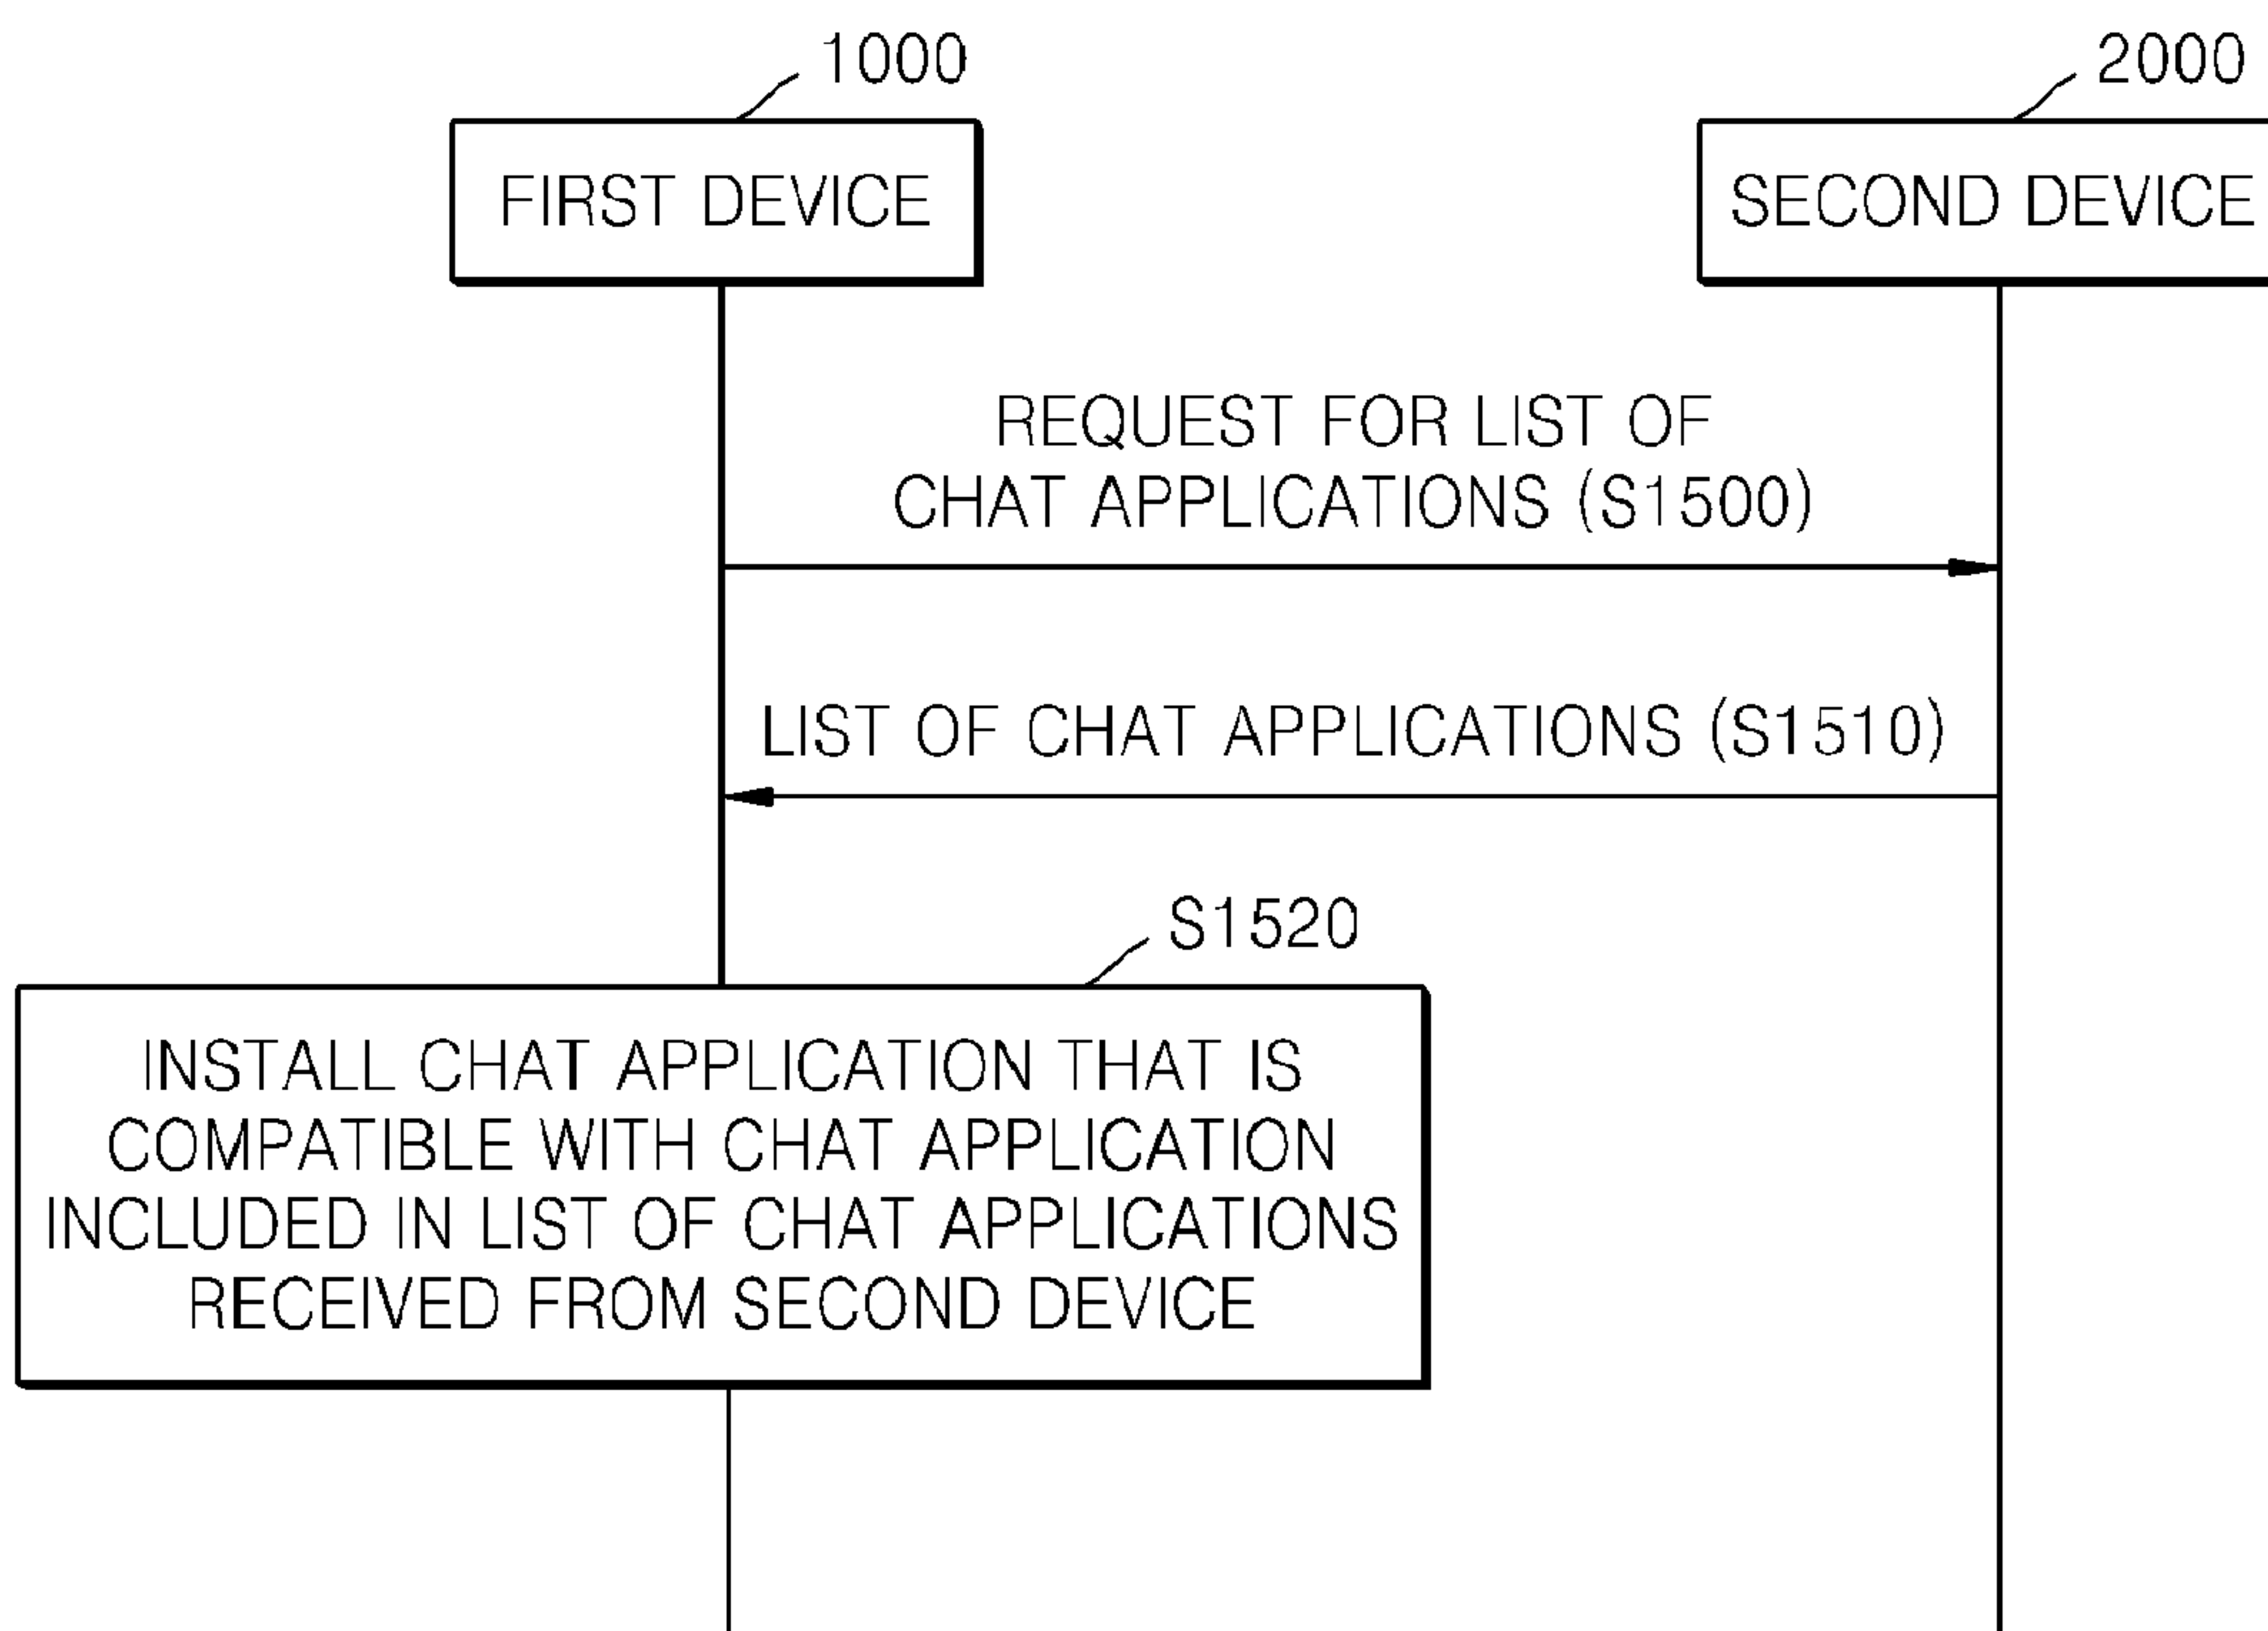 1000
2000
FIRST DEVICE
SECOND DEVICE
REQUEST FOR LIST OF
CHAT APPLICATIONS (S1500)
LIST OF CHAT APPLICATIONS (S1510)
S1520
INSTALL CHAT APPLICATION THAT IS
COMPATIBLE WITH CHAT APPLICATION
INCLUDED IN LIST OF CHAT APPLICATIONS
RECEIVED FROM SECOND DEVICE